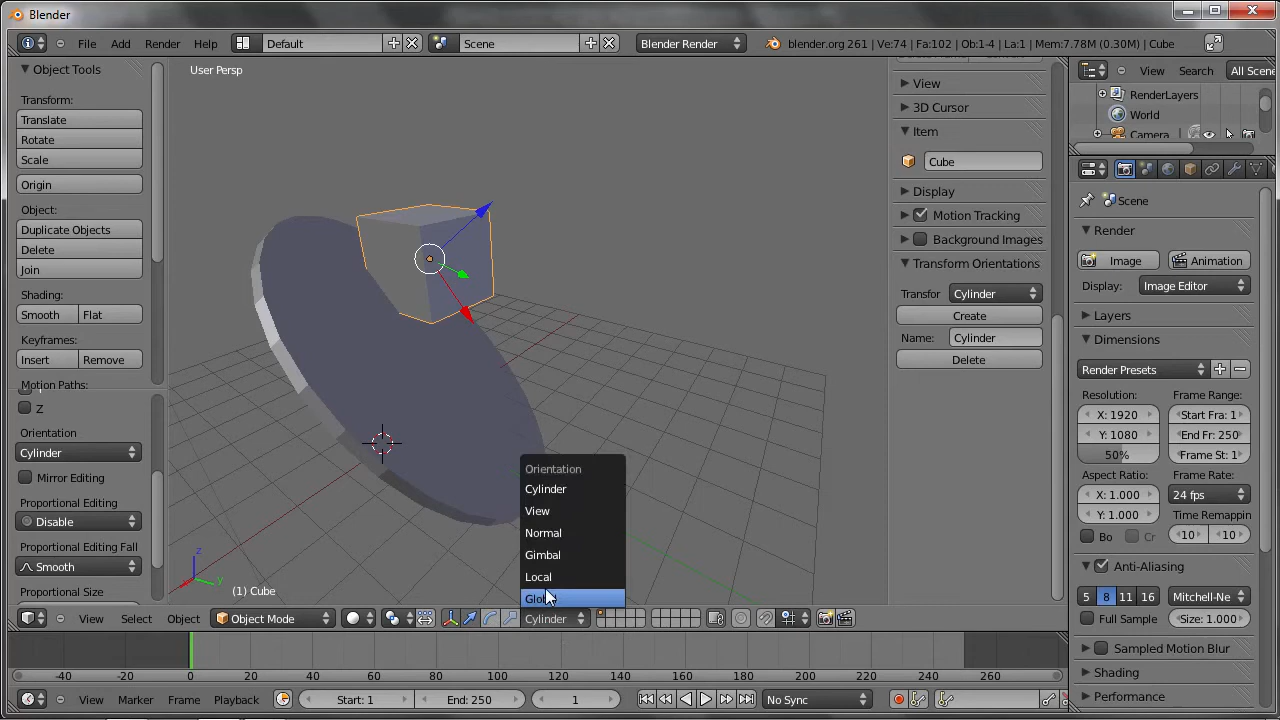 Blender
File Add Render Help Default Scene Blender Render blender.org 261 | Ve:74 | Fa:102 | Ob:1-4 | La:1 | Mem:7.78M (0.30M) | Cube
Object Tools
Transform:
Translate
Rotate
Scale
Origin
Object:
Duplicate Objects
Delete
Join
Shading:
Smooth Flat
Keyframes:
Insert Remove
Motion Paths:
Z
Orientation
Cylinder
Mirror Editing
Proportional Editing
Disable
Proportional Editing Fall
Smooth
Proportional Size
User Persp
z
y
(1) Cube
Orientation
Cylinder
View
Normal
Gimbal
Local
View Select Object Object Mode Cylinder
View
3D Cursor
Item
Cube
Display
Motion Tracking
Background Images
Transform Orientations
Transfor Cylinder
Create
Name: Cylinder
Delete
View Search All Scene
RenderLayers
World
Camera
Scene
Render
Image Animation
Display: Image Editor
Layers
Dimensions
Render Presets
Resolution: Frame Range:
X: 1920 Start Fra: 1
Y: 1080 End Fr: 250
50% Frame St: 1
Aspect Ratio: Frame Rate:
X: 1.000 24 fps
Y: 1.000 Time Remappin
Bo Cr 10 10
Anti-Aliasing
5 8 11 16 Mitchell-Ne
Full Sample Size: 1.000
Sampled Motion Blur
Shading
Performance
-40 -20 0 20 40 60 80 100 120 140 160 180 200 220 240 260
View Marker Frame Playback Start: 1 End: 250 1 No Sync